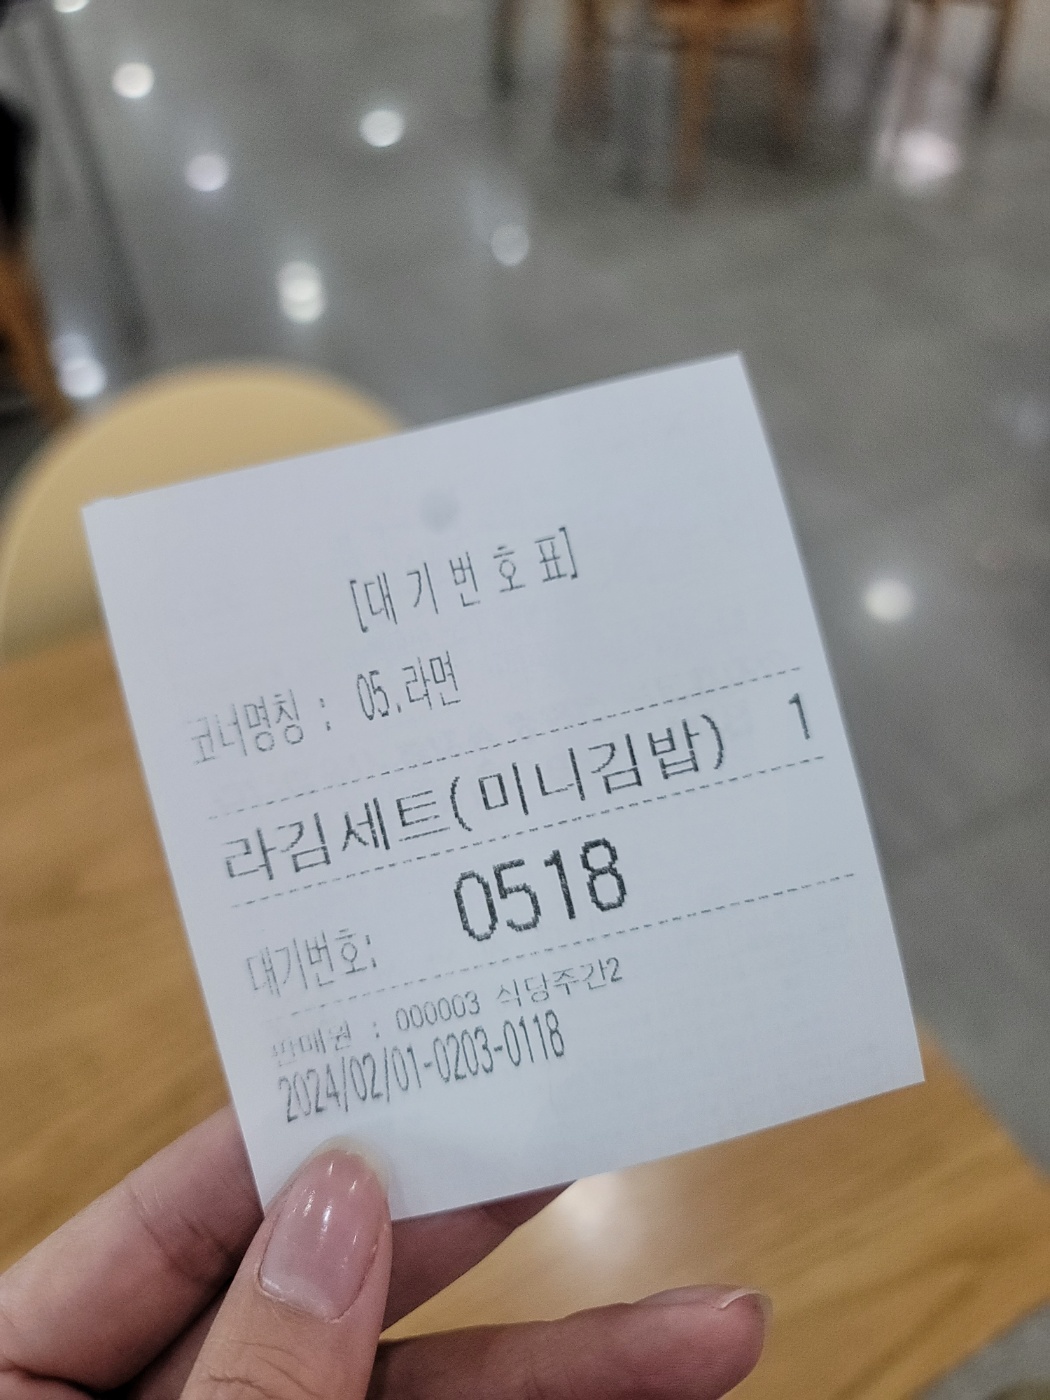 [대 기 번 호 표]
코너명칭 : 05.라면
라김세트(미니김밥) 1
대기번호: 0518
판매원 : 000003 식당주간2
2024/02/01-0203-0118